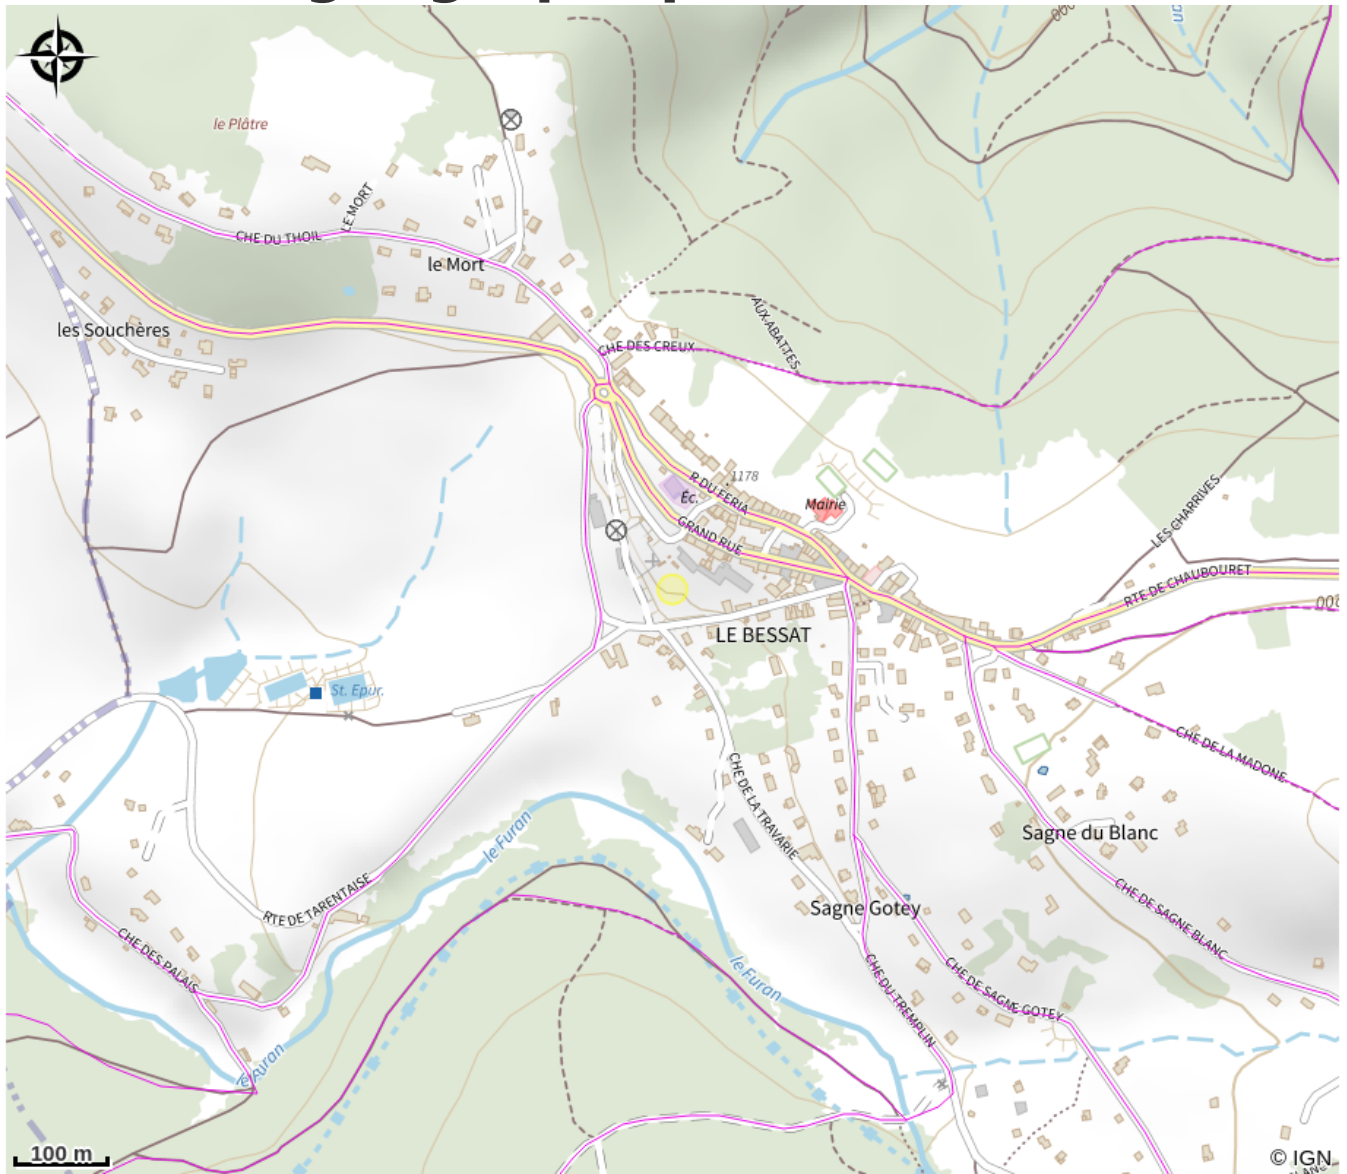 le Plâtre
LE MORT
CHE DU THOIL
le Mort
les Souchères
AUX ABATTES
CHE DES CREUX
1178
R DU FERIA
Éc.
Mairie
GRAND RUE
LES CHARRIVES
RTE DE CHAUBOURET
LE BESSAT
St. Epur.
CHE DE LA MADONE
CHE DE LA TRAVARIE
le Furan
Sagne du Blanc
RTE DE TARENTAISE
CHE DE SAGNE BLANC
Sagne Gotey
CHE DES PALAIS
le Furan
CHE DE SAGNE GOTEY
CHE DU TREMPLIN
le Furan
100 m
© IGN